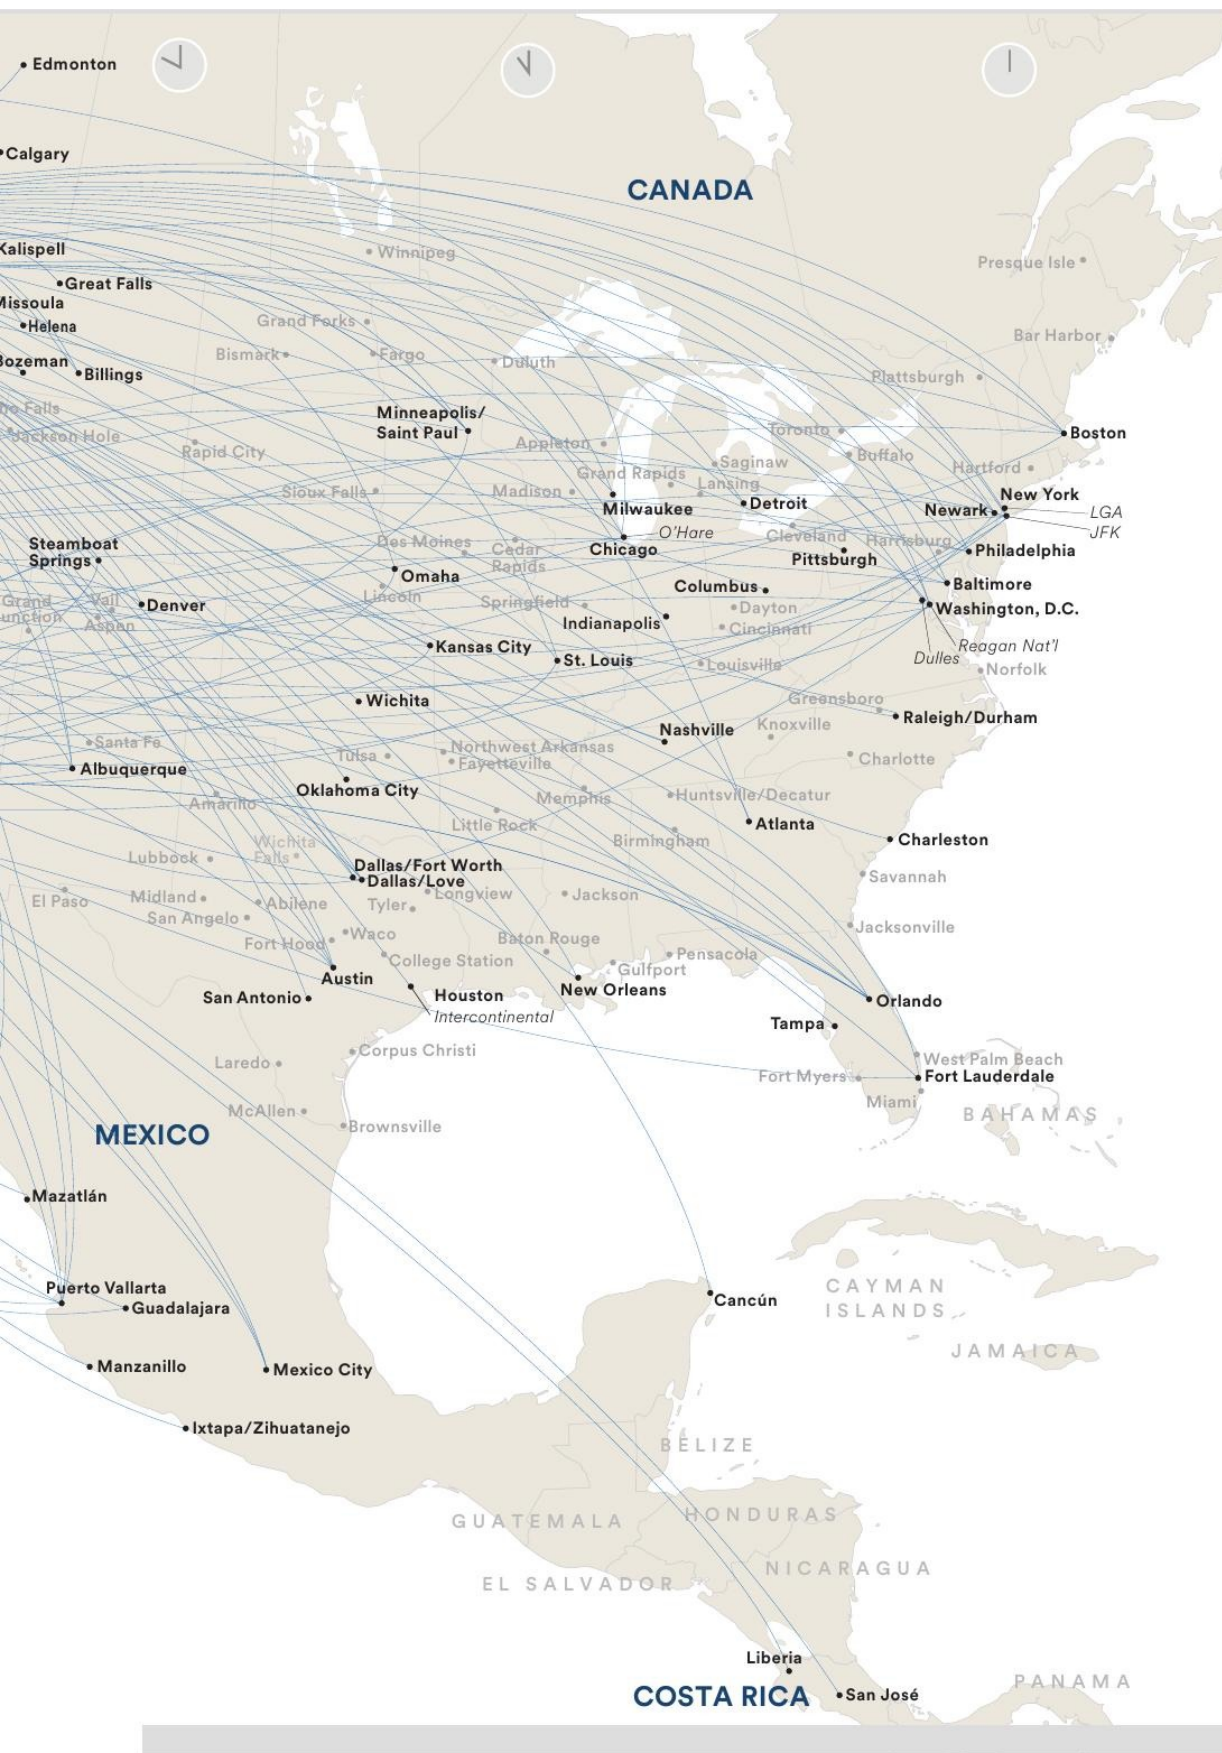 Edmonton
Calgary
CANADA
Kalispell
Winnipeg
Presque Isle
Great Falls
Missoula
Helena
Grand Forks
Bar Harbor
Bismark
Fargo
Duluth
Bozeman
Billings
Plattsburgh
Falls
Jackson Hole
Minneapolis/
Saint Paul
Toronto
Boston
Rapid City
Appleton
Buffalo
Saginaw
Hartford
Grand Rapids
Lansing
Sioux Falls
Madison
New York
Detroit
Milwaukee
Newark
LGA
JFK
O'Hare
Cleveland
Harrisburg
Des Moines
Cedar
Rapids
Chicago
Pittsburgh
Philadelphia
Steamboat
Springs
Omaha
Lincoln
Columbus
Baltimore
Grand
Junction
Vail
Aspen
Denver
Springfield
Dayton
Washington, D.C.
Indianapolis
Cincinnati
Kansas City
Reagan Nat'l
Dulles
St. Louis
Louisville
Norfolk
Wichita
Greensboro
Raleigh/Durham
Nashville
Knoxville
Santa Fe
Tulsa
Northwest Arkansas
Fayetteville
Charlotte
Albuquerque
Oklahoma City
Amarillo
Memphis
Huntsville/Decatur
Little Rock
Atlanta
Wichita
Falls
Birmingham
Charleston
Lubbock
Dallas/Fort Worth
Dallas/Love
Savannah
El Paso
Midland
Abilene
Longview
Jackson
San Angelo
Tyler
Fort Hood
Waco
Baton Rouge
Jacksonville
College Station
Pensacola
Gulfport
Austin
San Antonio
Houston
Intercontinental
New Orleans
Orlando
Tampa
Laredo
Corpus Christi
West Palm Beach
Fort Myers
Fort Lauderdale
Miami
McAllen
BAHAMAS
Brownsville
MEXICO
Mazatlán
Puerto Vallarta
Guadalajara
Cancún
CAYMAN
ISLANDS
JAMAICA
Manzanillo
Mexico City
Ixtapa/Zihuatanejo
BELIZE
GUATEMALA
HONDURAS
NICARAGUA
EL SALVADOR
Liberia
COSTA RICA
San José
PANAMA